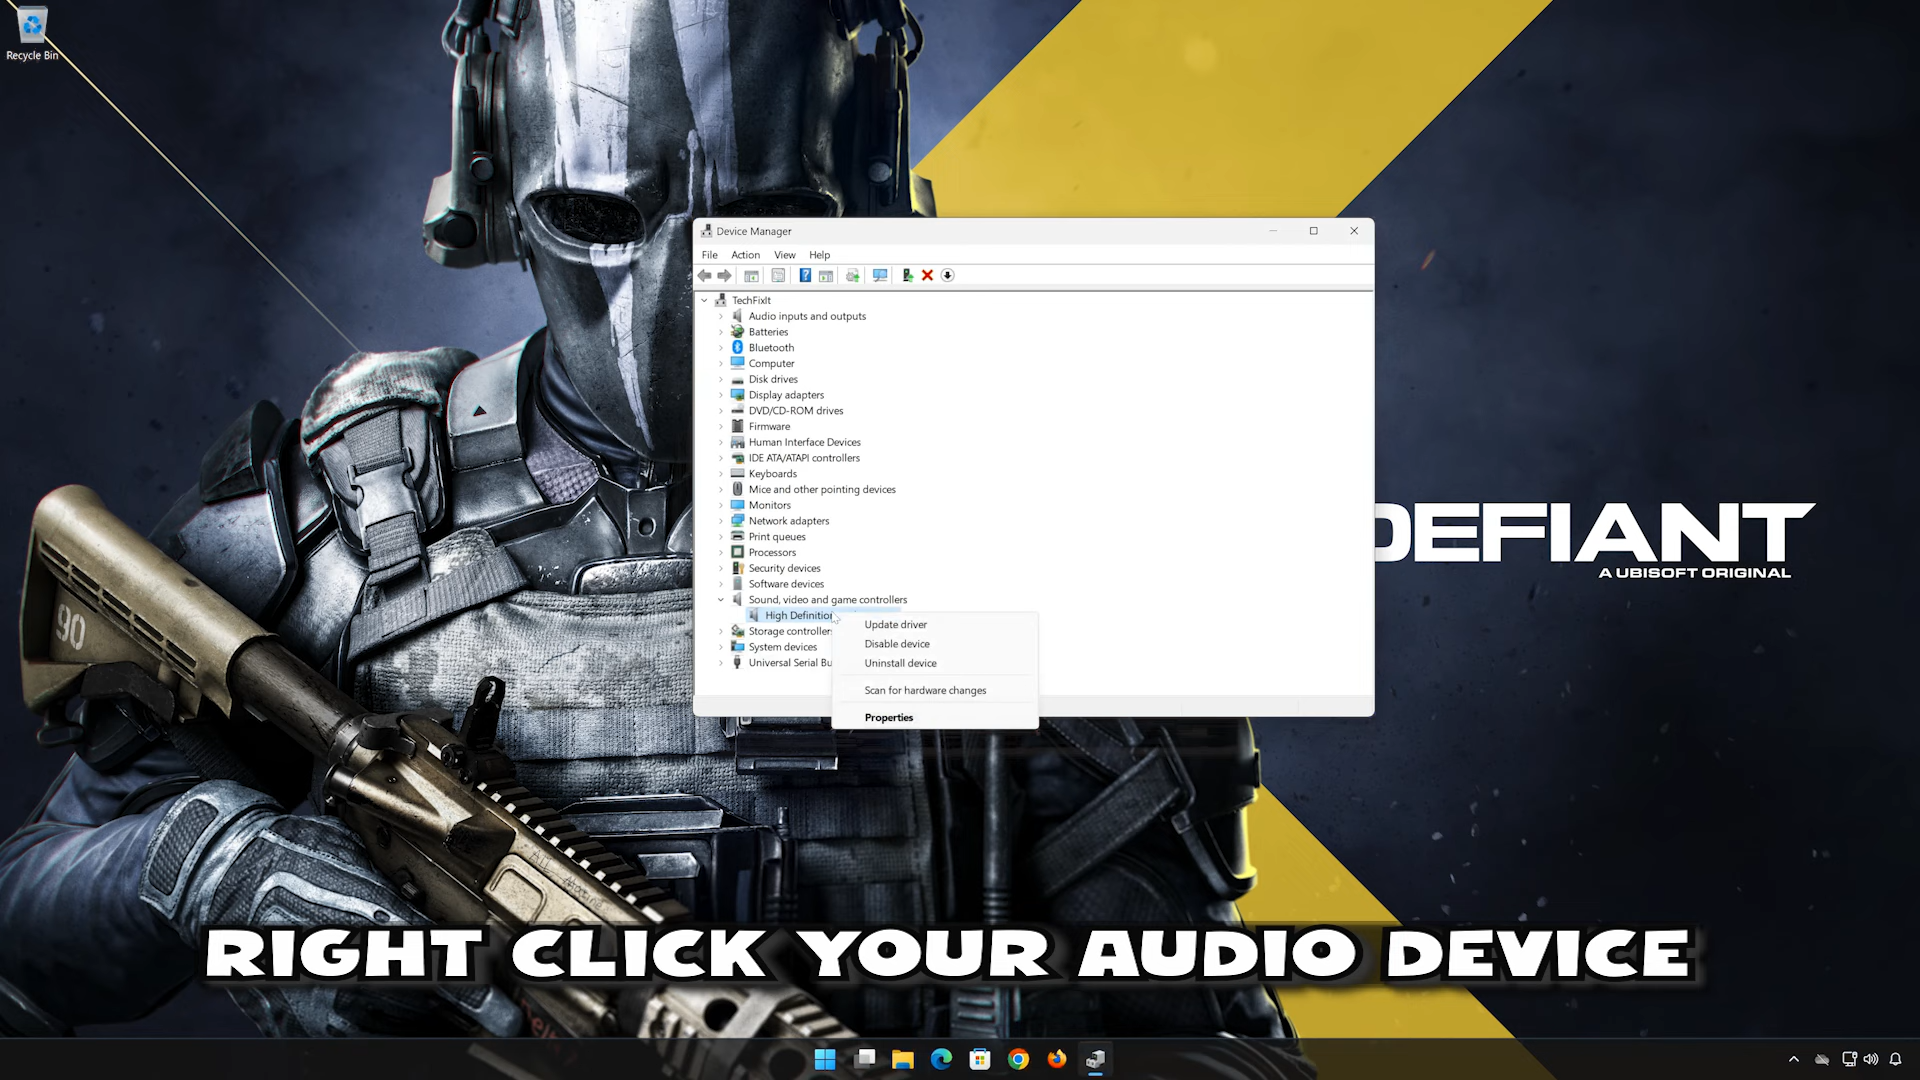 Recycle Bin
Device Manager
File Action View Help
TechFixIt
Audio inputs and outputs
Batteries
Bluetooth
Computer
Disk drives
Display adapters
DVD/CD-ROM drives
Firmware
Human Interface Devices
IDE ATA/ATAPI controllers
Keyboards
Mice and other pointing devices
Monitors
Network adapters
Print queues
Processors
Security devices
Software devices
Sound, video and game controllers
High Definition
Storage controllers
System devices
Universal Serial Bu
Update driver
Disable device
Uninstall device
Scan for hardware changes
Properties
DEFIANT
A UBISOFT ORIGINAL
90
RIGHT CLICK YOUR AUDIO DEVICE